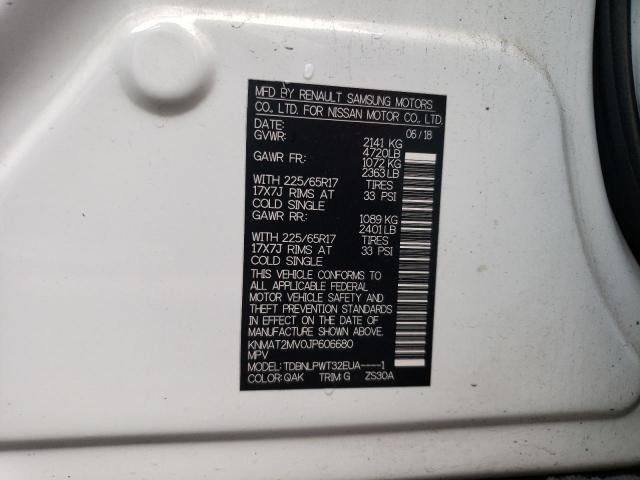 MFD BY RENAULT SAMSUNG MOTORS
CO., LTD. FOR NISSAN MOTOR CO., LTD.
DATE: 06/18
GVWR: 2141 KG
4720LB
GAWR FR: 1072 KG
2363 LB
WITH 225/65R17 TIRES
17X7J RIMS AT 33 PSI
COLD SINGLE
GAWR RR: 1089 KG
2401 LB
WITH 225/65R17 TIRES
17X7J RIMS AT 33 PSI
COLD SINGLE
THIS VEHICLE CONFORMS TO
ALL APPLICABLE FEDERAL
MOTOR VEHICLE SAFETY AND
THEFT PREVENTION STANDARDS
IN EFFECT ON THE DATE OF
MANUFACTURE SHOWN ABOVE.
KNMAT2MV0JP606680
MPV
MODEL: TDBNLPWT32EUA----1
COLOR: QAK TRIM: G ZS30A